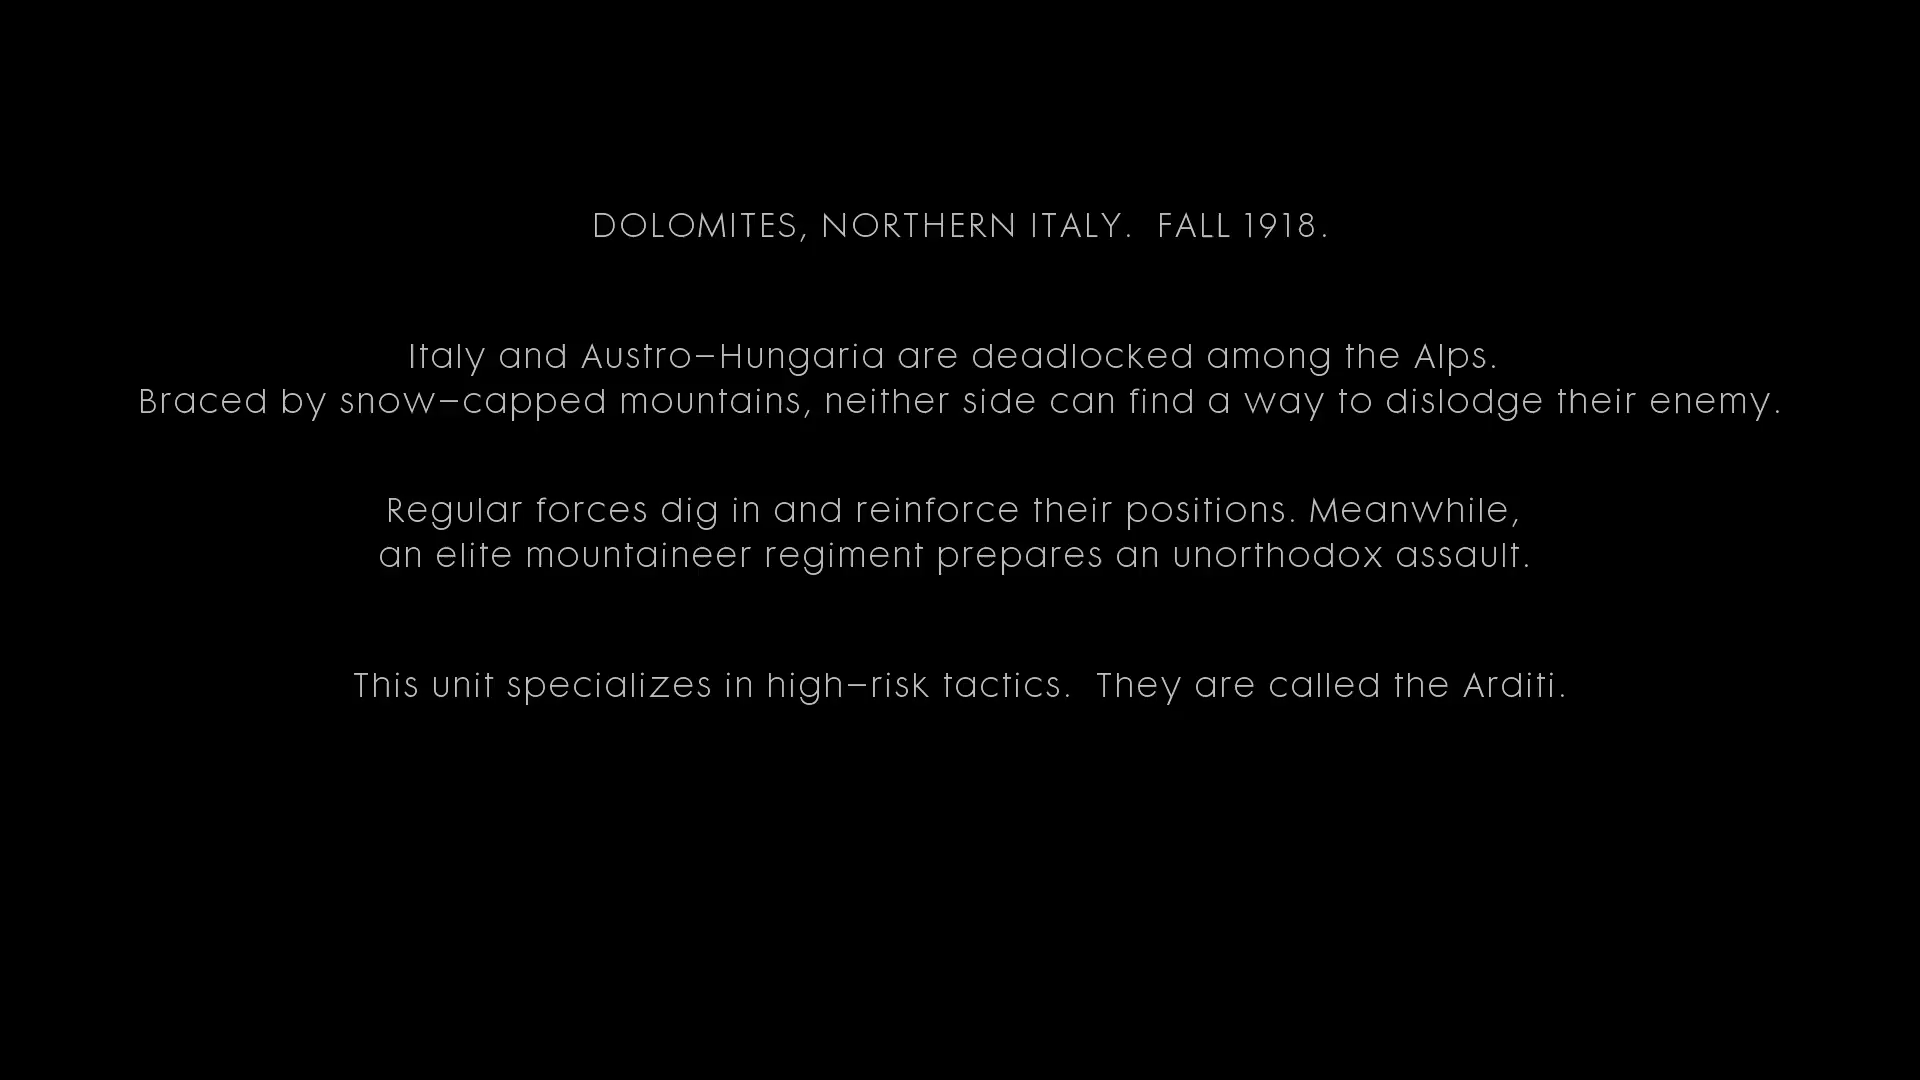 DOLOMITES, NORTHERN ITALY.  FALL 1918.
Italy and Austro-Hungaria are deadlocked among the Alps.
Braced by snow-capped mountains, neither side can find a way to dislodge their enemy.
Regular forces dig in and reinforce their positions. Meanwhile,
an elite mountaineer regiment prepares an unorthodox assault.
This unit specializes in high-risk tactics.  They are called the Arditi.